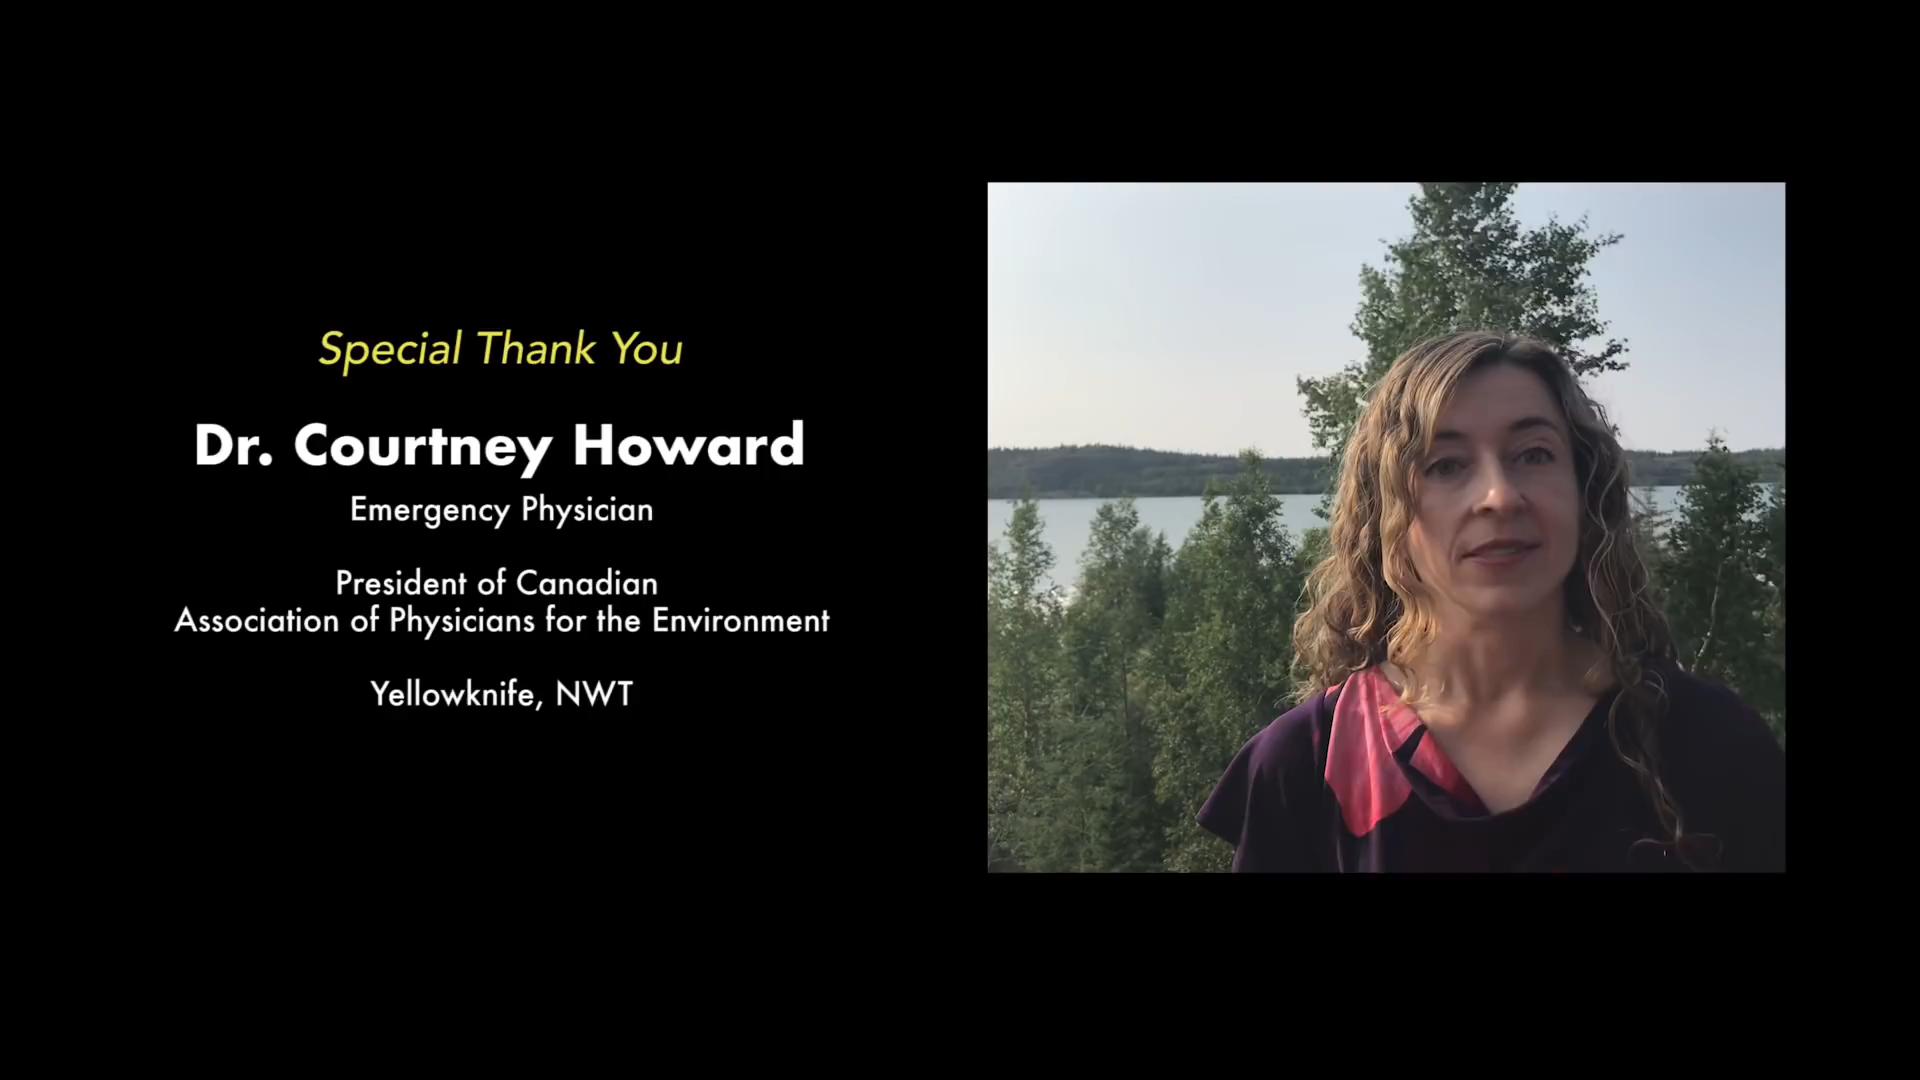 Special Thank You
Dr. Courtney Howard
Emergency Physician
President of Canadian
Association of Physicians for the Environment
Yellowknife, NWT